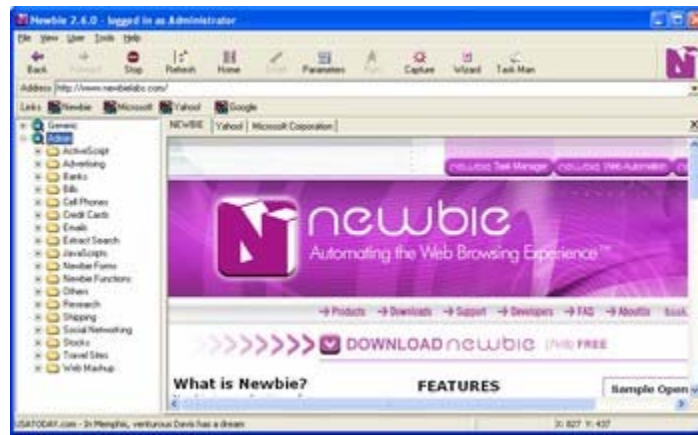 Newbie 2.6.0 - logged in as Administrator
File View User Tools Help
Back Forward Stop Refresh Home Parameters Capture Wizard Task Man
Address http://www.newbielabs.com/
Links Newbie Microsoft Yahoo! Google
NEWBIE Yahoo! Microsoft Corporation
Generic
Admin
ActiveScript
Advertising
Banks
Bills
Cell Phones
Credit Cards
Emails
Extract Search
JavaScripts
Newbie Forms
Newbie Functions
Others
Research
Shipping
Social Networking
Stocks
Travel Sites
Web Mashup
newbie Task Manager newbie Web Automation
newbie
Automating the Web Browsing Experience™
Products Downloads Support Developers FAQ AboutUs
DOWNLOAD newbie FREE
What is Newbie? FEATURES Sample Open
USATODAY.com - In Memphis, venturous Davis has a dream X: 827 Y: 437